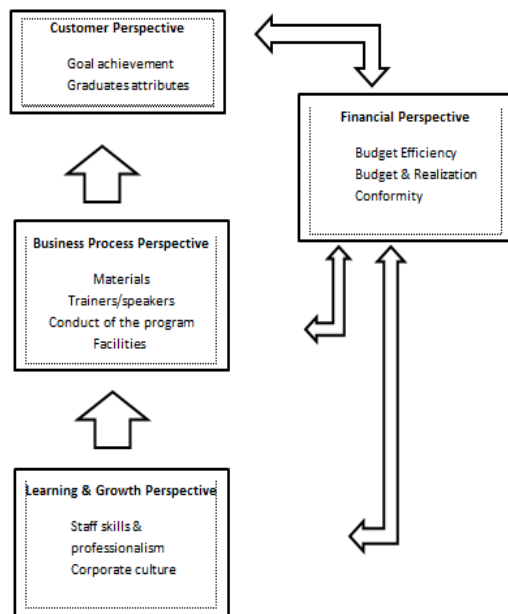 Customer Perspective
Goal achievement
Graduates attributes
Financial Perspective
Budget Efficiency
Budget & Realization
Conformity
Business Process Perspective
Materials
Trainers/speakers
Conduct of the program
Facilities
Learning & Growth Perspective
Staff skills &
professionalism
Corporate culture